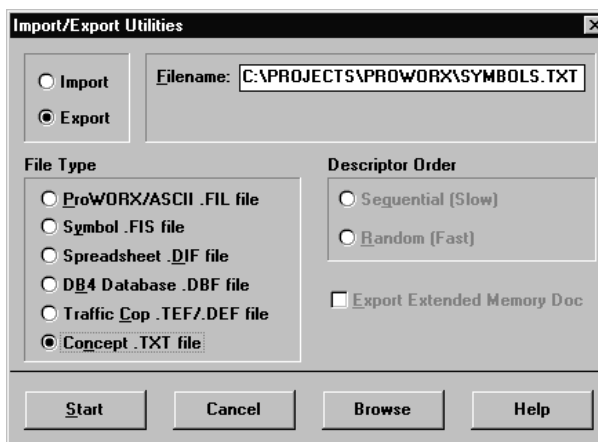 Import/Export Utilities
Import
Export
Filename: C:\PROJECTS\PROWORX\SYMBOLS.TXT
File Type
ProWORX/ASCII .FIL file
Symbol .FIS file
Spreadsheet .DIF file
DB4 Database .DBF file
Traffic Cop .TEF/.DEF file
Concept .TXT file
Descriptor Order
Sequential (Slow)
Random (Fast)
Export Extended Memory Doc
Start Cancel Browse Help